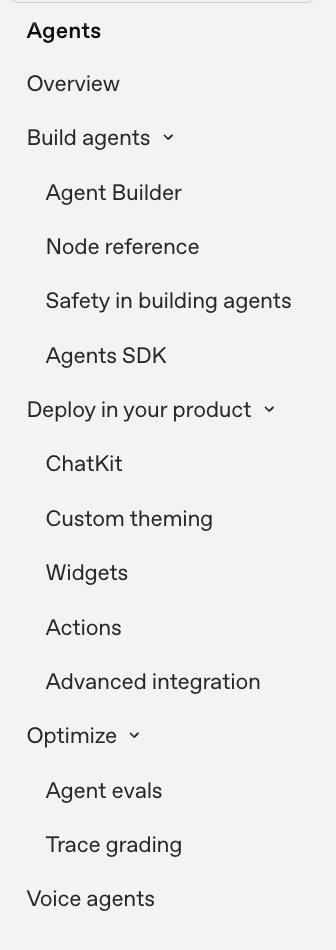 Agents
Overview
Build agents
Agent Builder
Node reference
Safety in building agents
Agents SDK
Deploy in your product
ChatKit
Custom theming
Widgets
Actions
Advanced integration
Optimize
Agent evals
Trace grading
Voice agents